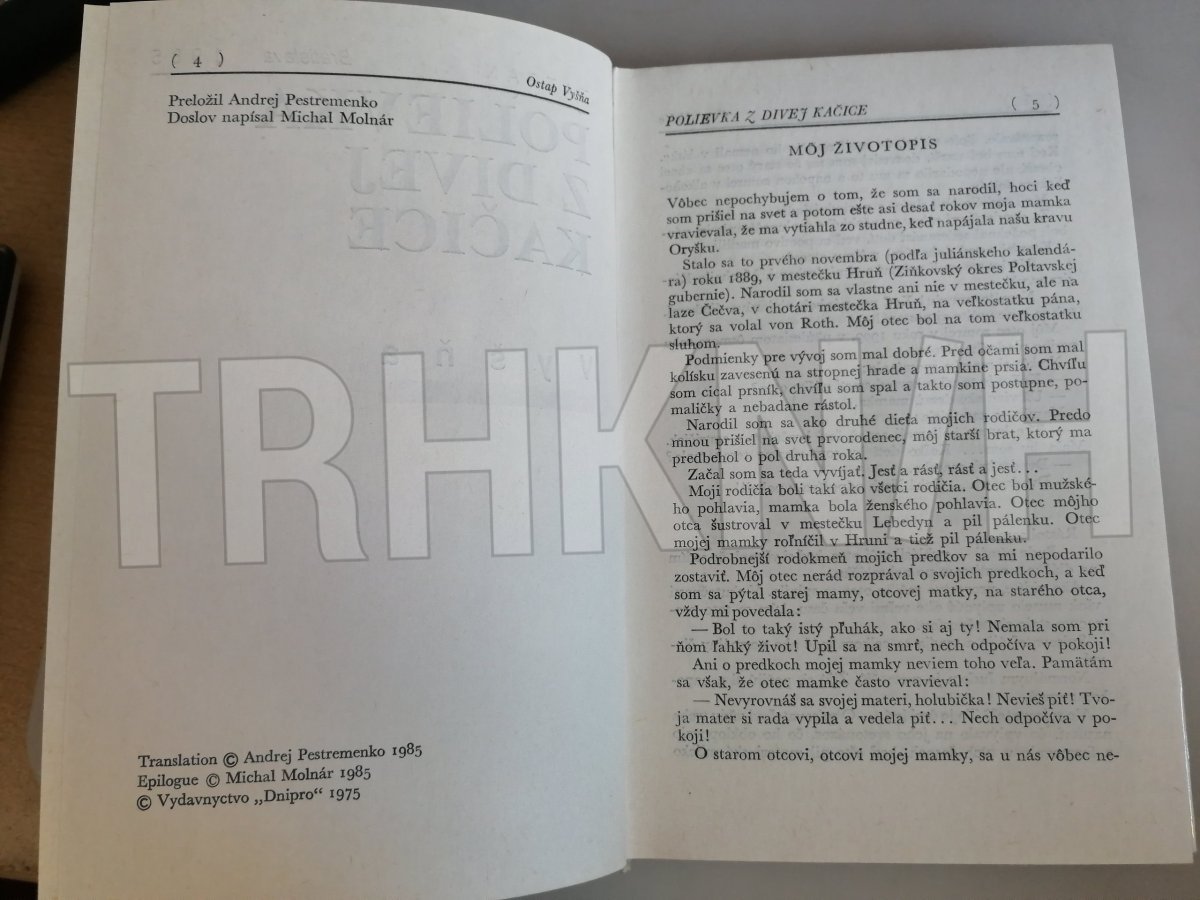 ( 4 )
Ostap Vyšňa
Preložil Andrej Pestremenko
Doslov napísal Michal Molnár
POLIEVKA
Z DIVEJ
KAČICE
Translation © Andrej Pestremenko 1985
Epilogue © Michal Molnár 1985
© Vydavnyctvo „Dnipro“ 1975
POLIEVKA Z DIVEJ KAČICE
( 5 )
MÔJ ŽIVOTOPIS
Vôbec nepochybujem o tom, že som sa narodil, hoci keď
som prišiel na svet a potom ešte asi desať rokov moja mamka
vravievala, že ma vytiahla zo studne, keď napájala našu kravu
Oryšku.
Stalo sa to prvého novembra (podľa juliánskeho kalendá-
ra) roku 1889, v mestečku Hruň (Ziňkovský okres Poltavskej
gubernie). Narodil som sa vlastne ani nie v mestečku, ale na
laze Čečva, v chotári mestečka Hruň, na veľkostatku pána,
ktorý sa volal von Roth. Môj otec bol na tom veľkostatku
sluhom.
Podmienky pre vývoj som mal dobré. Pred očami som mal
kolísku zavesenú na stropnej hrade a mamkine prsia. Chvíľu
som cical prsník, chvíľu som spal a takto som postupne, po-
maličky a nebadane rástol.
Narodil som sa ako druhé dieťa mojich rodičov. Predo
mnou prišiel na svet prvorodenec, môj starší brat, ktorý ma
predbehol o pol druha roka.
Začal som sa teda vyvíjať. Jesť a rásť, rásť a jesť...
Moji rodičia boli takí ako všetci rodičia. Otec bol mužské-
ho pohlavia, mamka bola ženského pohlavia. Otec môjho
otca šustroval v mestečku Lebedyn a pil pálenku. Otec
mojej mamky roľníčil v Hruni a tiež pil pálenku.
Podrobnejší rodokmeň mojich predkov sa mi nepodarilo
zostaviť. Môj otec nerád rozprával o svojich predkoch, a keď
som sa pýtal starej mamy, otcovej matky, na starého otca,
vždy mi povedala:
— Bol to taký istý pľuhák, ako si aj ty! Nemala som pri
ňom ľahký život! Upil sa na smrť, nech odpočíva v pokoji!
Ani o predkoch mojej mamky neviem toho veľa. Pamätám
sa však, že otec mamke často vravieval:
— Nevyrovnáš sa svojej materi, holubička! Nevieš piť! Tvo-
ja mater si rada vypila a vedela piť... Nech odpočíva v po-
koji!
O starom otcovi, otcovi mojej mamky, sa u nás vôbec ne-
TRHKNIH